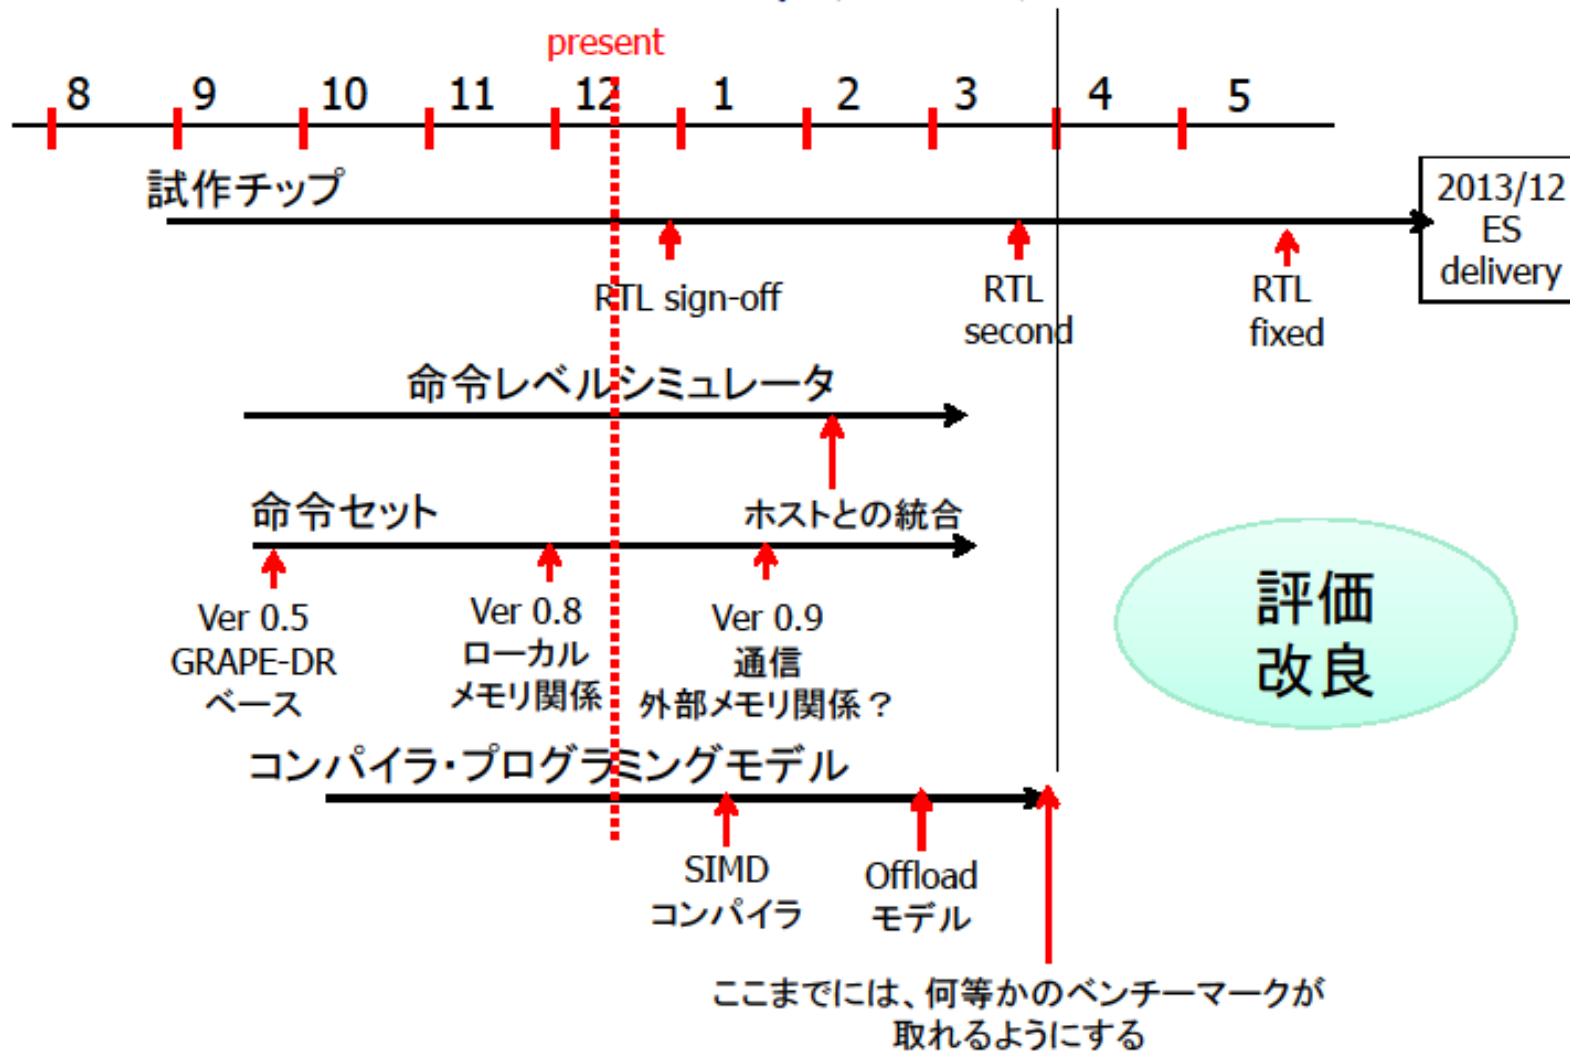 present
8 9 10 11 12 1 2 3 4 5
試作チップ
2013/12
ES
delivery
RTL sign-off
RTL
second
RTL
fixed
命令レベルシミュレータ
ホストとの統合
命令セット
Ver 0.5
GRAPE-DR
ベース
Ver 0.8
ローカル
メモリ関係
Ver 0.9
通信
外部メモリ関係？
評価
改良
コンパイラ・プログラミングモデル
SIMD
コンパイラ
Offload
モデル
ここまでには、何等かのベンチーマークが
取れるようにする